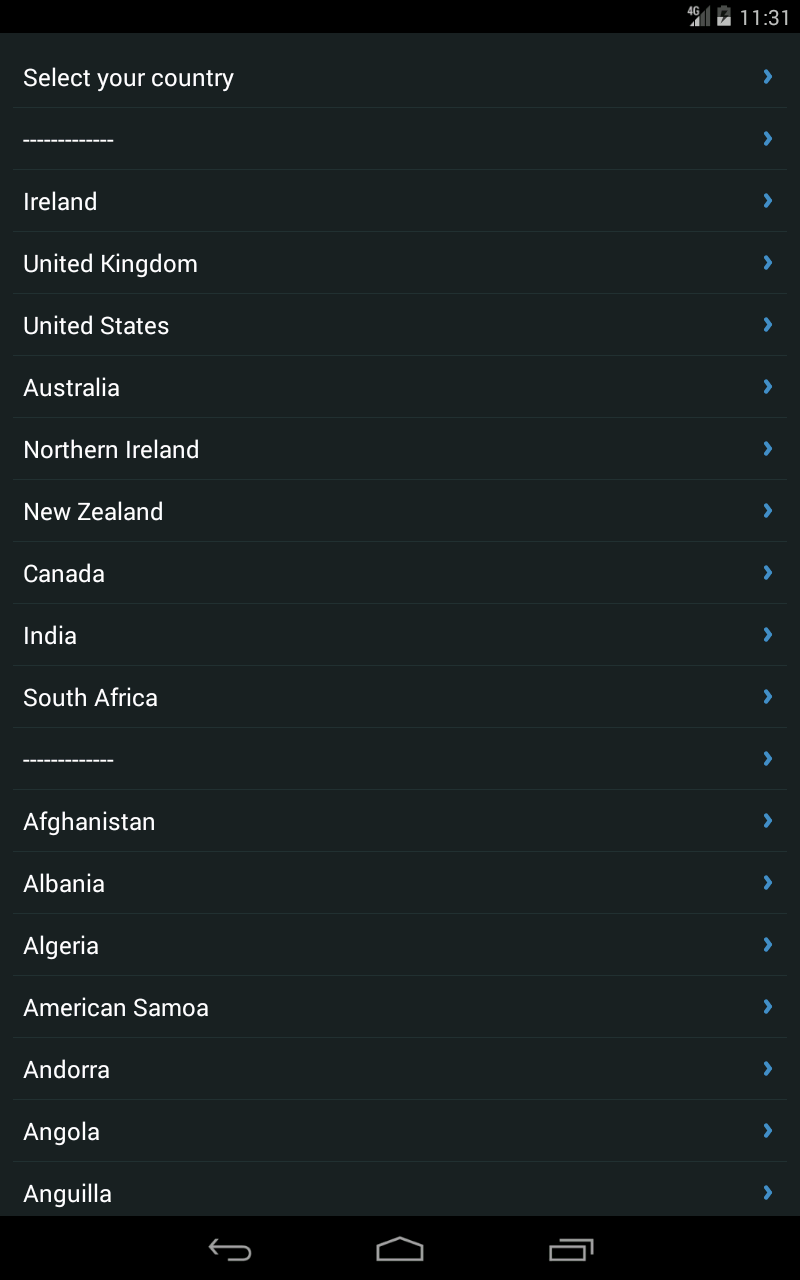 4G 11:31
Select your country
-------------
Ireland
United Kingdom
United States
Australia
Northern Ireland
New Zealand
Canada
India
South Africa
-------------
Afghanistan
Albania
Algeria
American Samoa
Andorra
Angola
Anguilla